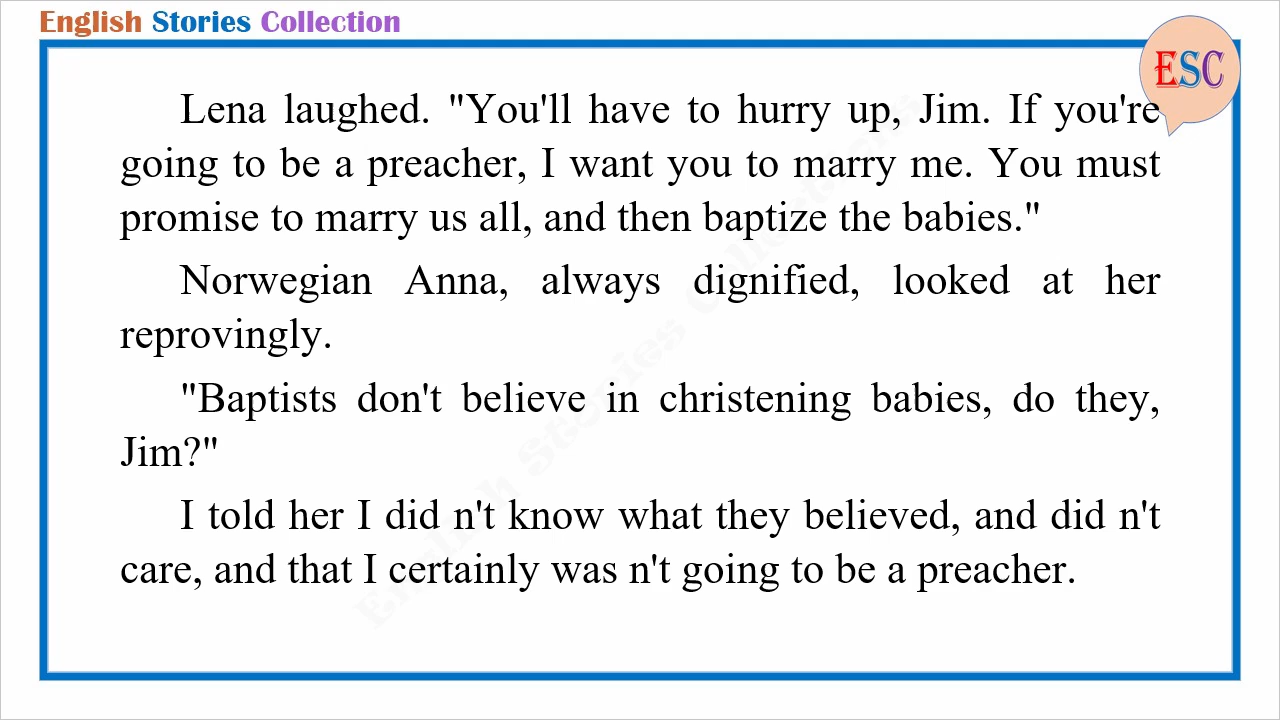 English Stories Collection
ESC
Lena laughed. "You'll have to hurry up, Jim. If you're
going to be a preacher, I want you to marry me. You must
promise to marry us all, and then baptize the babies."
Norwegian Anna, always dignified, looked at her
reprovingly.
"Baptists don't believe in christening babies, do they,
Jim?"
I told her I did n't know what they believed, and did n't
care, and that I certainly was n't going to be a preacher.
English Stories Collections